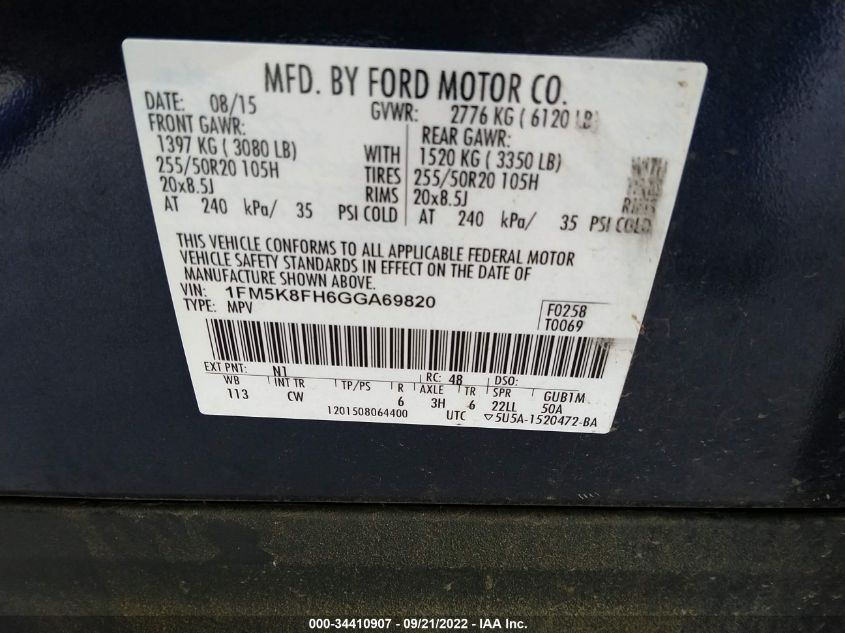 MFD. BY FORD MOTOR CO.
DATE: 08/15 GVWR: 2776 KG ( 6120 LB)
FRONT GAWR: REAR GAWR:
1397 KG ( 3080 LB) WITH 1520 KG ( 3350 LB) WITH
255/50R20 105H TIRES 255/50R20 105H
20x8.5J RIMS 20x8.5J RIMS
AT 240 kPa/ 35 PSI COLD AT 240 kPa/ 35 PSI COLD
THIS VEHICLE CONFORMS TO ALL APPLICABLE FEDERAL MOTOR
VEHICLE SAFETY STANDARDS IN EFFECT ON THE DATE OF
MANUFACTURE SHOWN ABOVE.
VIN: 1FM5K8FH6GGA69820 F0258
TYPE: MPV T0069
EXT PNT: N1 RC: 48 DSO:
WB INT TR TP/PS R AXLE TR SPR GUB1M
113 CW 6 3H 6 22LL 50A
1201508064400 UTC ▽5U5A-1520472-BA
000-34410907 - 09/21/2022 - IAA Inc.